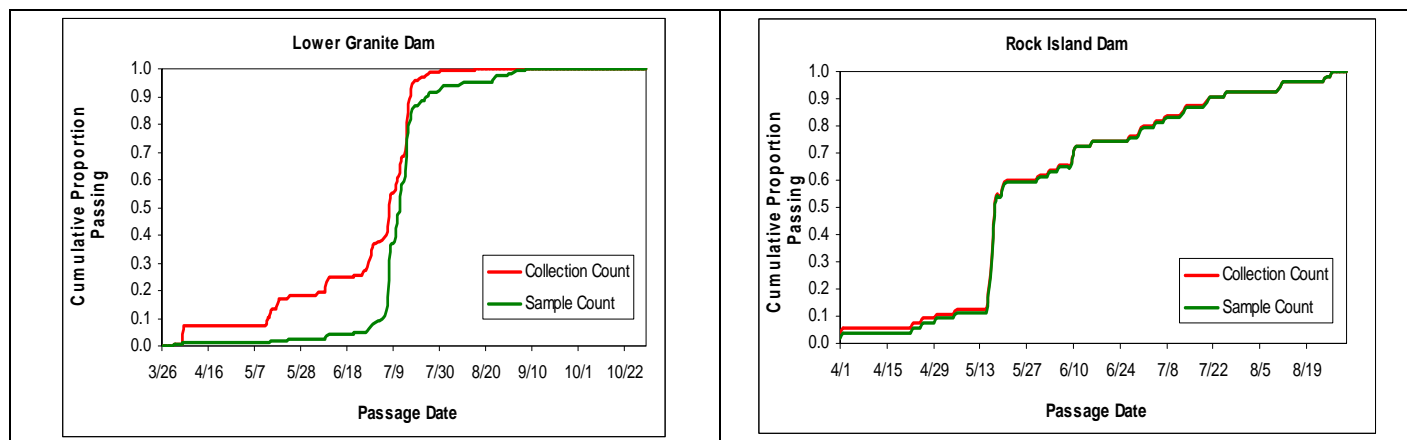 Lower Granite Dam
1.0
0.9
0.8
0.7
0.6
0.5
0.4
0.3
0.2
0.1
0.0
Cumulative Proportion
Passing
Collection Count
Sample Count
3/26 4/16 5/7 5/28 6/18 7/9 7/30 8/20 9/10 10/1 10/22
Passage Date
Rock Island Dam
1.0
0.9
0.8
0.7
0.6
0.5
0.4
0.3
0.2
0.1
0.0
Cumulative Proportion
Passing
Collection Count
Sample Count
4/1 4/15 4/29 5/13 5/27 6/10 6/24 7/8 7/22 8/5 8/19
Passage Date